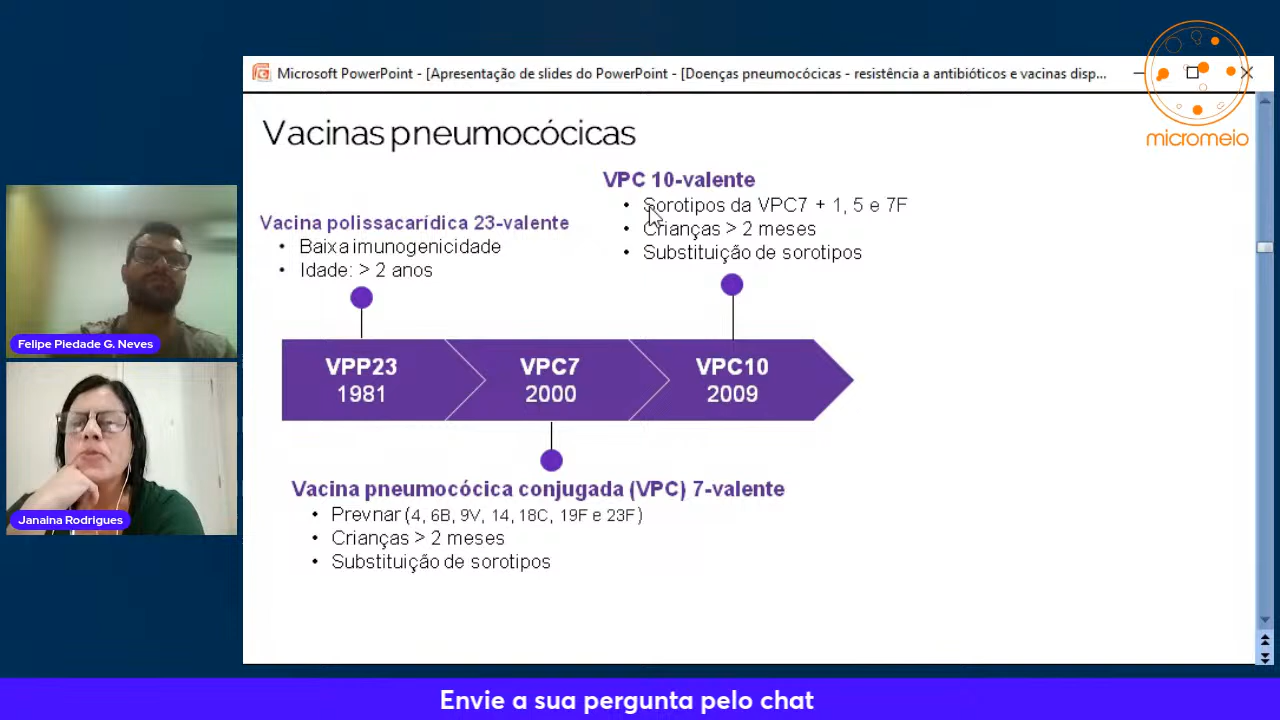 Microsoft PowerPoint - [Apresentação de slides do PowerPoint - [Doenças pneumocócicas - resistência a antibióticos e vacinas disp...
micromeio
Vacinas pneumocócicas
VPC 10-valente
• Sorotipos da VPC7 + 1, 5 e 7F
• Crianças > 2 meses
• Substituição de sorotipos
Vacina polissacarídica 23-valente
• Baixa imunogenicidade
• Idade: > 2 anos
VPP23
1981
VPC7
2000
VPC10
2009
Vacina pneumocócica conjugada (VPC) 7-valente
• Prevnar (4, 6B, 9V, 14, 18C, 19F e 23F)
• Crianças > 2 meses
• Substituição de sorotipos
Felipe Piedade G. Neves
Janaina Rodrigues
Envie a sua pergunta pelo chat